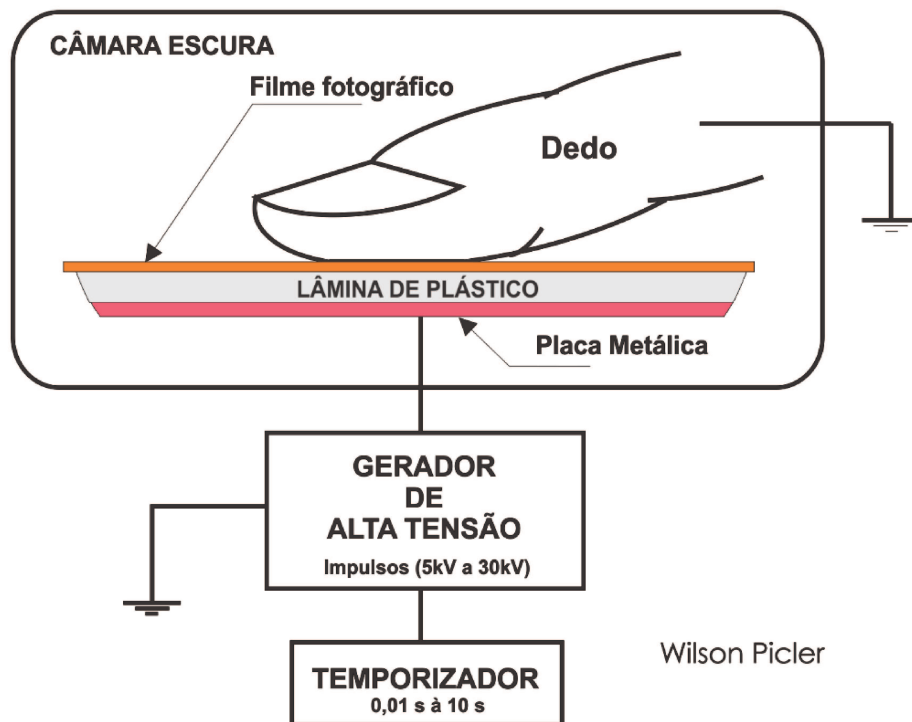 CÂMARA ESCURA
Filme fotográfico
Dedo
LÂMINA DE PLÁSTICO
Placa Metálica
GERADOR
DE
ALTA TENSÃO
Impulsos (5kV a 30kV)
TEMPORIZADOR
0,01 s à 10 s
Wilson Picler